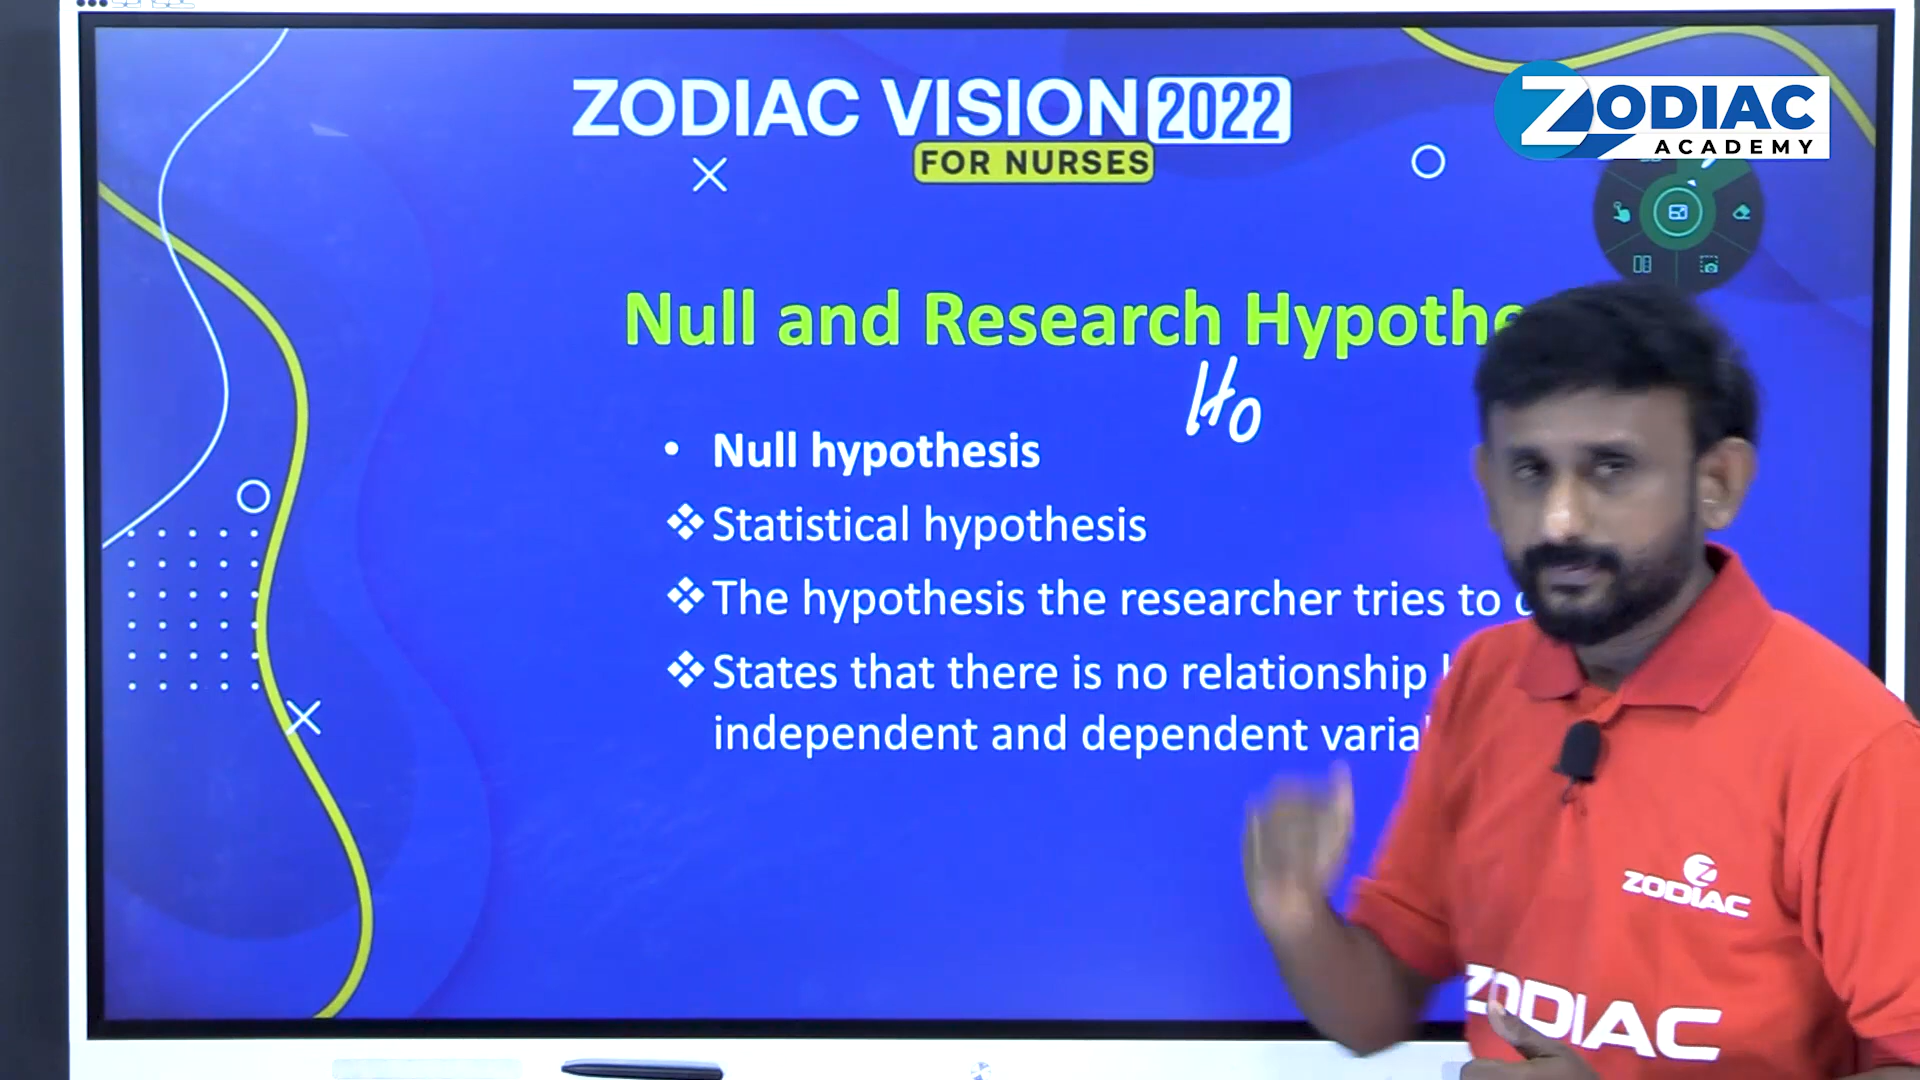 ZODIAC VISION 2022
FOR NURSES
ZODIAC
ACADEMY
Null and Research Hypothe
H0
• Null hypothesis
❖ Statistical hypothesis
❖ The hypothesis the researcher tries to
❖ States that there is no relationship
independent and dependent varia
ZODIAC
ZODIAC